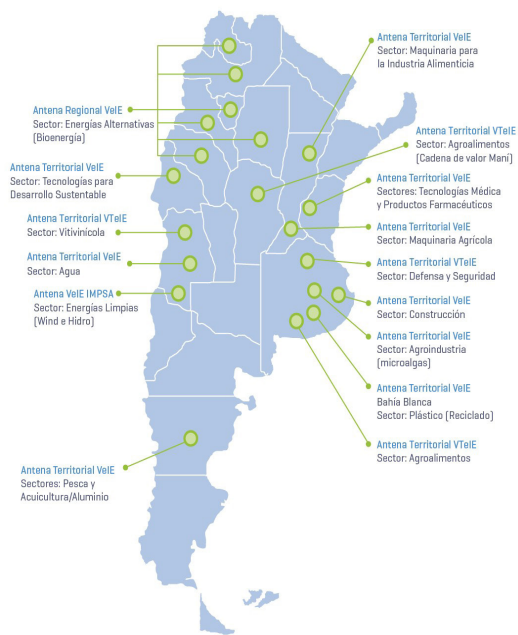 Antena Territorial VeIE
Sector: Maquinaria para
la Industria Alimenticia
Antena Regional VeIE
Sector: Energías Alternativas
(Bioenergía)
Antena Territorial VTeIE
Sector: Agroalimentos
(Cadena de valor Maní)
Antena Territorial VeIE
Sector: Tecnologías para
Desarrollo Sustentable
Antena Territorial VeIE
Sectores: Tecnologías Médica
y Productos Farmacéuticos
Antena Territorial VTeIE
Sector: Vitivinícola
Antena Territorial VeIE
Sector: Maquinaria Agrícola
Antena Territorial VeIE
Sector: Agua
Antena Territorial VTeIE
Sector: Defensa y Seguridad
Antena VeIE IMPSA
Sector: Energías Limpias
(Wind e Hidro)
Antena Territorial VeIE
Sector: Construcción
Antena Territorial VeIE
Sector: Agroindustria
(microalgas)
Antena Territorial VeIE
Bahía Blanca
Sector: Plástico (Reciclado)
Antena Territorial VTeIE
Sector: Agroalimentos
Antena Territorial VeIE
Sectores: Pesca y
Acuicultura/Aluminio